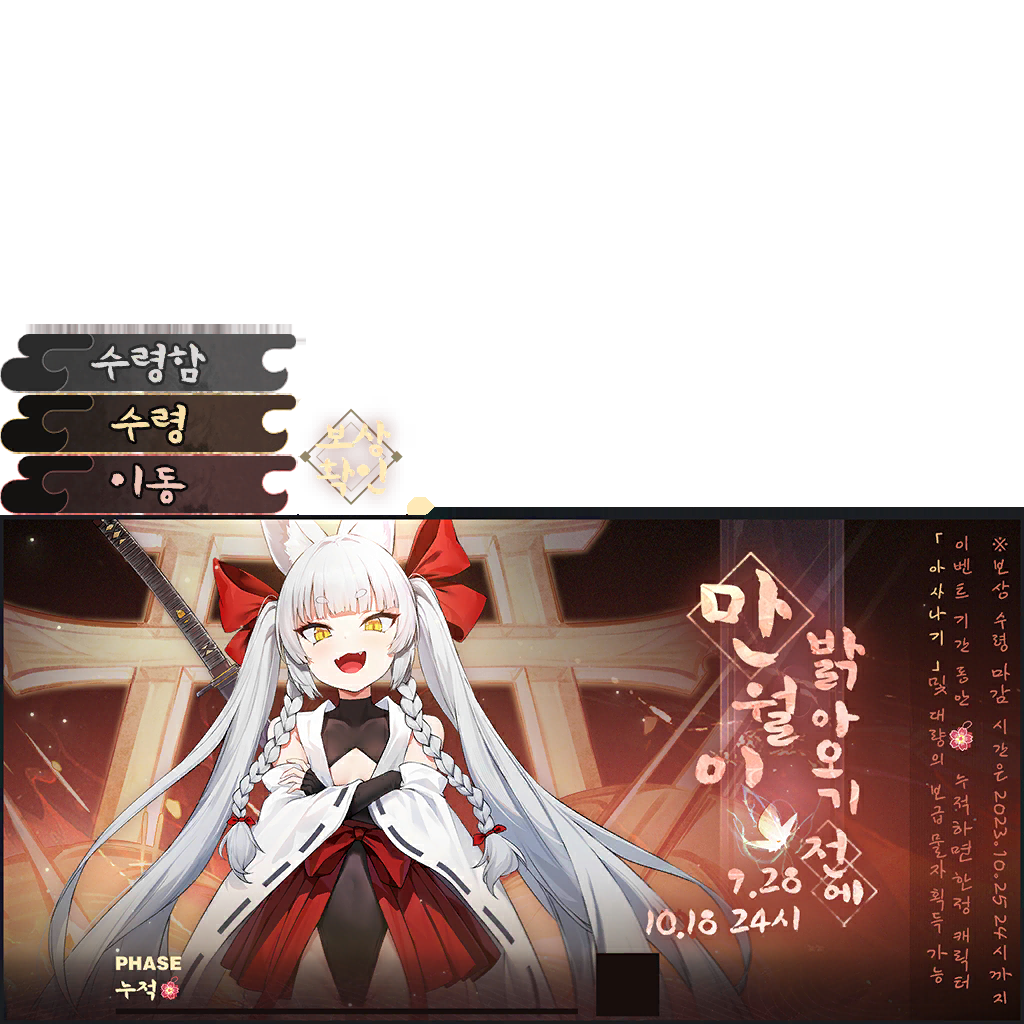 수령함
수령
이동
보상
확인
만월이
밝아오기
전에
7.28
10.18 24시
※보상 수령 마감 시간은 2023.10.25 24시까지
이벤트 기간 동안 누적하면 한정 캐릭터
「아사나기」 및 대량의 보급 물자 획득 가능
PHASE
누적